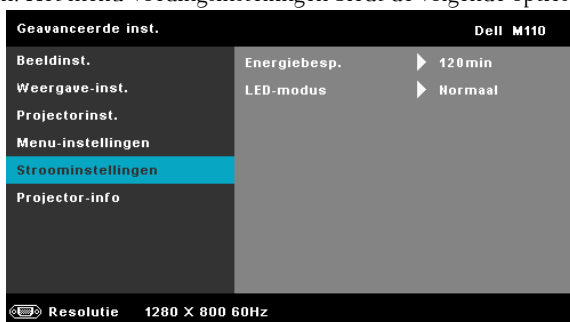 Geavanceerde inst. Dell M110
Beeldinst.
Weergave-inst.
Projectorinst.
Menu-instellingen
Stroominstellingen
Projector-info
Energiebesp. 120min
LED-modus Normaal
Resolutie 1280 X 800 60Hz